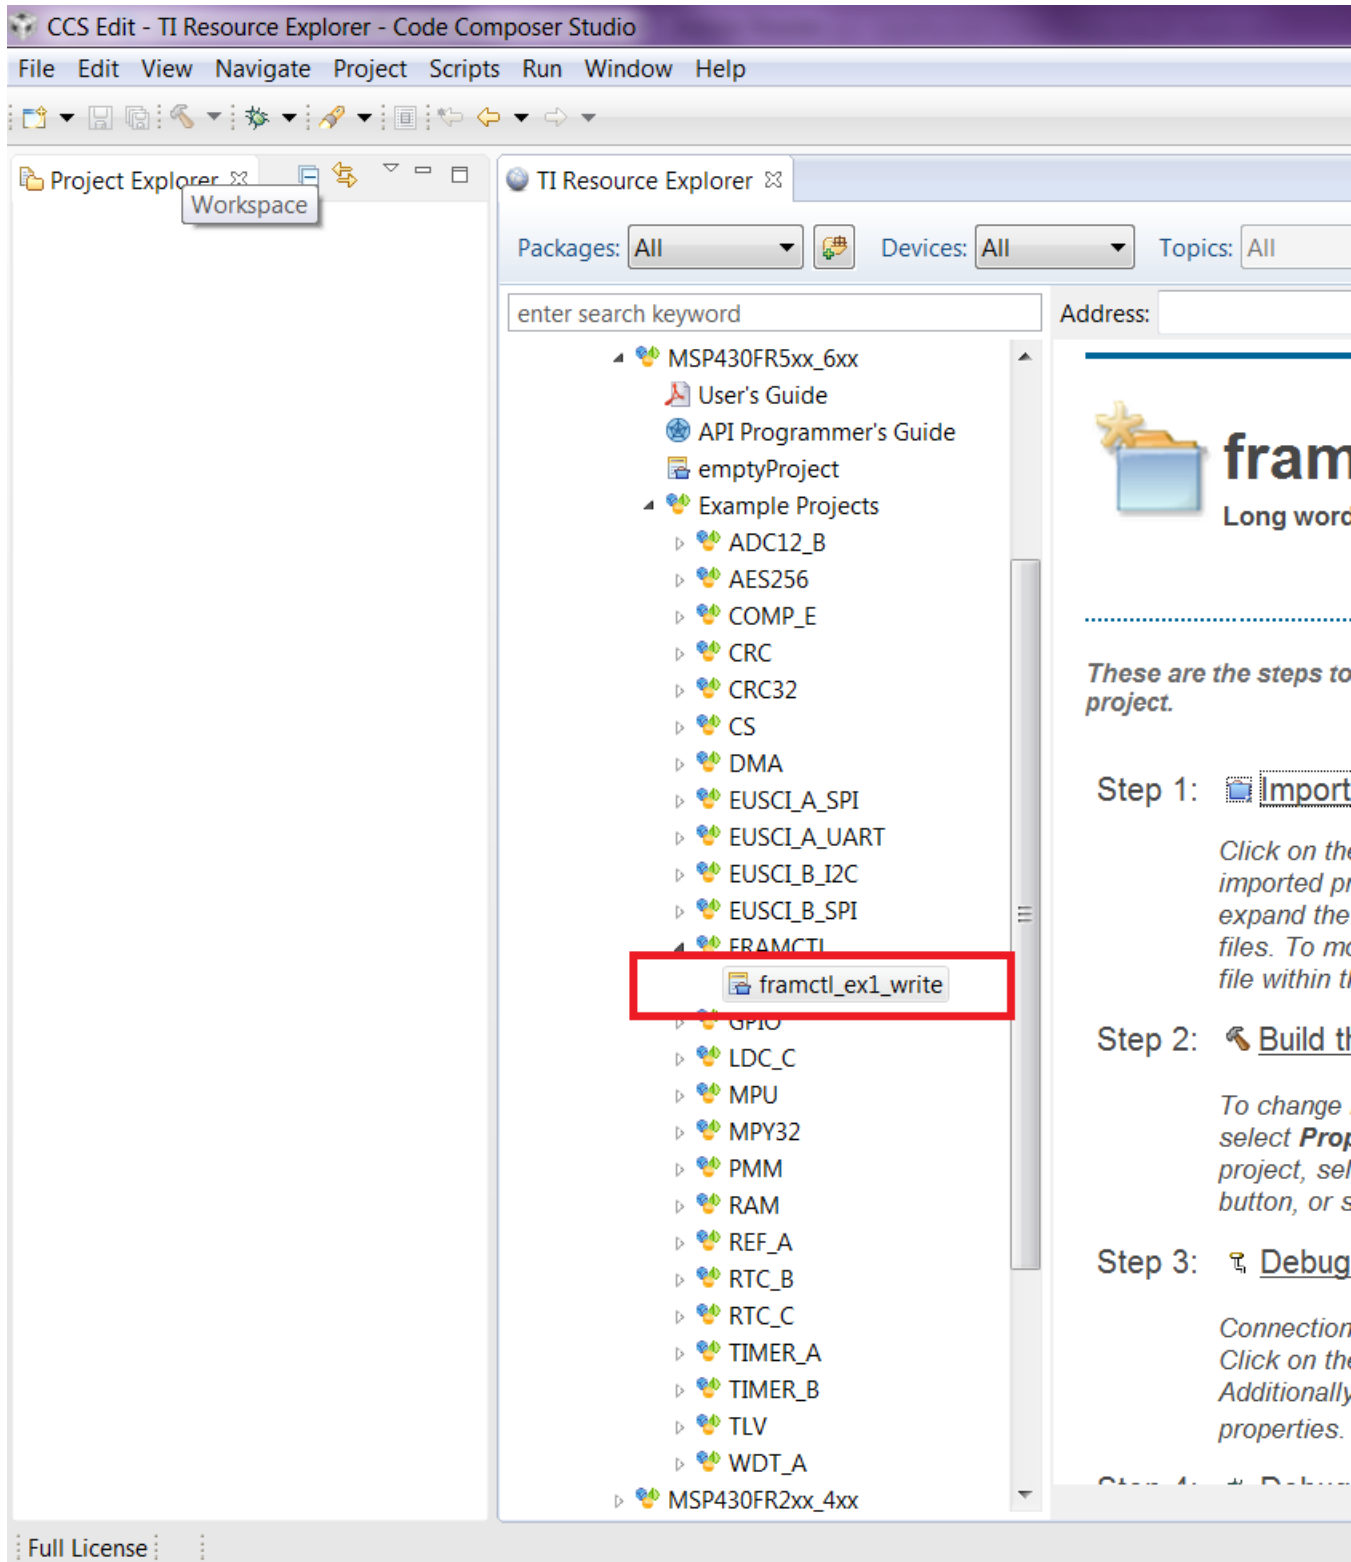 CCS Edit - TI Resource Explorer - Code Composer Studio
File Edit View Navigate Project Scripts Run Window Help
Project Explorer
Workspace
TI Resource Explorer
Packages: All Devices: All Topics: All
enter search keyword
Address:
MSP430FR5xx_6xx
User's Guide
API Programmer's Guide
emptyProject
Example Projects
ADC12_B
AES256
COMP_E
CRC
CRC32
CS
DMA
EUSCI_A_SPI
EUSCI_A_UART
EUSCI_B_I2C
EUSCI_B_SPI
FRAMCTL
framctl_ex1_write
GPIO
LDC_C
MPU
MPY32
PMM
RAM
REF_A
RTC_B
RTC_C
TIMER_A
TIMER_B
TLV
WDT_A
MSP430FR2xx_4xx
fram
Long word
These are the steps to
project.
Step 1: Import
Click on the
imported pr
expand the
files. To mo
file within th
Step 2: Build th
To change
select Prop
project, sel
button, or s
Step 3: Debug
Connection
Click on the
Additionally
properties.
Step 4: Debug
Full License